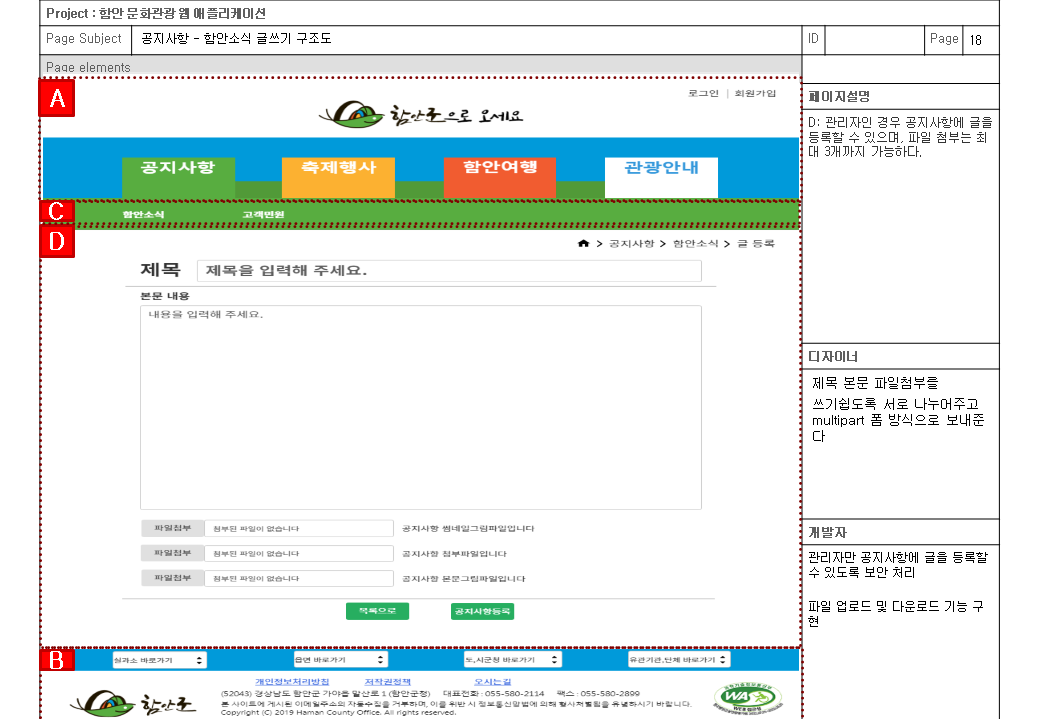 Project : 함안 문화관광 웹 애플리케이션
Page Subject 공지사항 - 함안소식 글쓰기 구조도 ID Page 18
Page elements
A
로그인 | 회원가입
함안군으로 오세요
공지사항 축제행사 함안여행 관광안내
C
함안소식 고객민원
D
> 공지사항 > 함안소식 > 글 등록
제목 제목을 입력해 주세요.
본문 내용
내용을 입력해 주세요.
파일첨부 첨부된 파일이 없습니다 공지사항 썸네일그림파일입니다
파일첨부 첨부된 파일이 없습니다 공지사항 첨부파일입니다
파일첨부 첨부된 파일이 없습니다 공지사항 본문그림파일입니다
목록으로 공지사항등록
B
실과소 바로가기 읍면 바로가기 도,시군청 바로가기 유관기관,단체 바로가기
개인정보처리방침 저작권정책 오시는길
함안군
(52043) 경상남도 함안군 가야읍 말산로 1 (함안군청) 대표전화 : 055-580-2114 팩스 : 055-580-2899
본 사이트에 게시된 이메일주소의 자동수집을 거부하며, 이를 위반 시 정보통신망법에 의해 형사처벌됨을 유념하시기 바랍니다.
Copyright (C) 2019 Haman County Office. All rights reserved.
WA
페이지설명
D: 관리자인 경우 공지사항에 글을
등록할 수 있으며, 파일 첨부는 최
대 3개까지 가능하다.
디자이너
제목 본문 파일첨부를
쓰기쉽도록 서로 나누어주고
multipart 폼 방식으로 보내준
다
개발자
관리자만 공지사항에 글을 등록할
수 있도록 보안 처리
파일 업로드 및 다운로드 기능 구
현